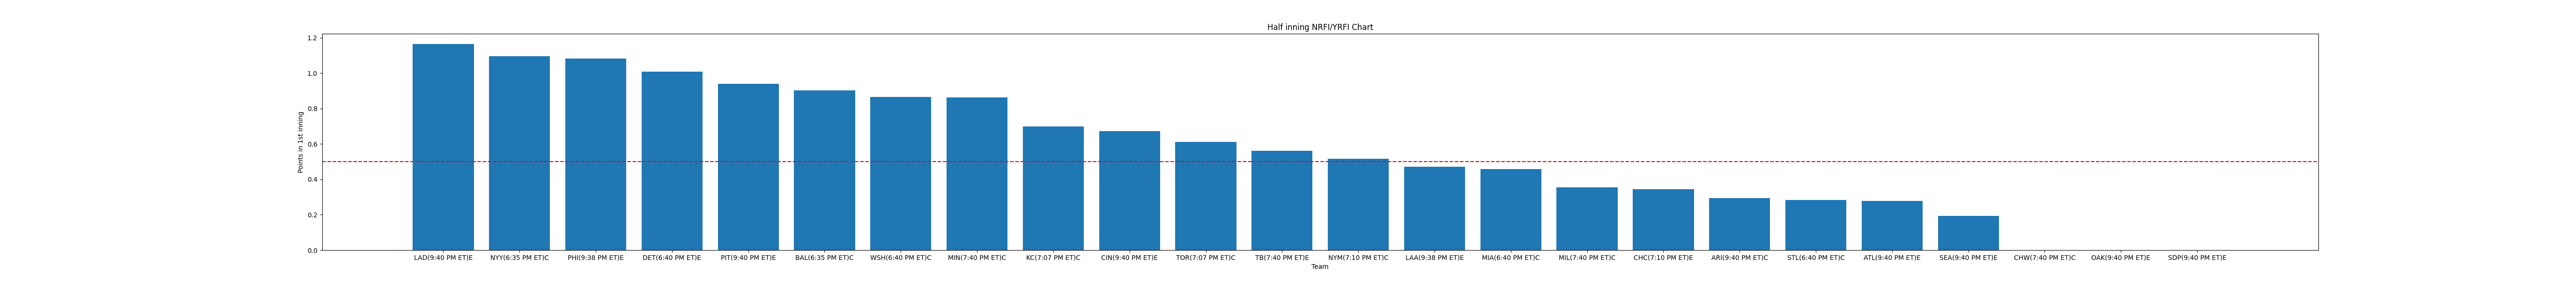 Half inning NRFI/YRFI Chart
1.2
1.0
0.8
0.6
0.4
0.2
0.0
Points in 1st inning
LAD(9:40 PM ET)E NYY(6:35 PM ET)C PHI(9:38 PM ET)E DET(6:40 PM ET)E PIT(9:40 PM ET)E BAL(6:35 PM ET)C WSH(6:40 PM ET)C MIN(7:40 PM ET)C KC(7:07 PM ET)C CIN(9:40 PM ET)E TOR(7:07 PM ET)C TB(7:40 PM ET)E NYM(7:10 PM ET)C LAA(9:38 PM ET)E MIA(6:40 PM ET)C MIL(7:40 PM ET)C CHC(7:10 PM ET)E ARI(9:40 PM ET)C STL(6:40 PM ET)C ATL(9:40 PM ET)E SEA(9:40 PM ET)E CHW(7:40 PM ET)C OAK(9:40 PM ET)E SDP(9:40 PM ET)E
Team